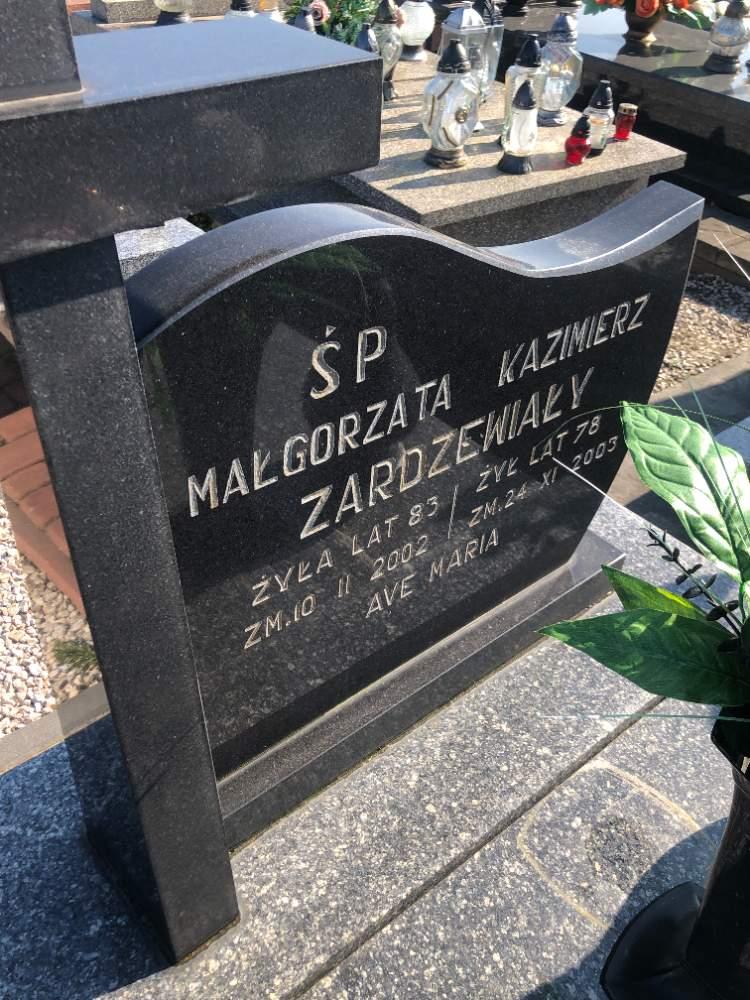 ŚP
MAŁGORZATA KAZIMIERZ
ZARDZEWIAŁY
ŻYŁA LAT 83 / ŻYŁ LAT 78
ZM.10 II 2002 / ZM.24 XI 2003
AVE MARIA